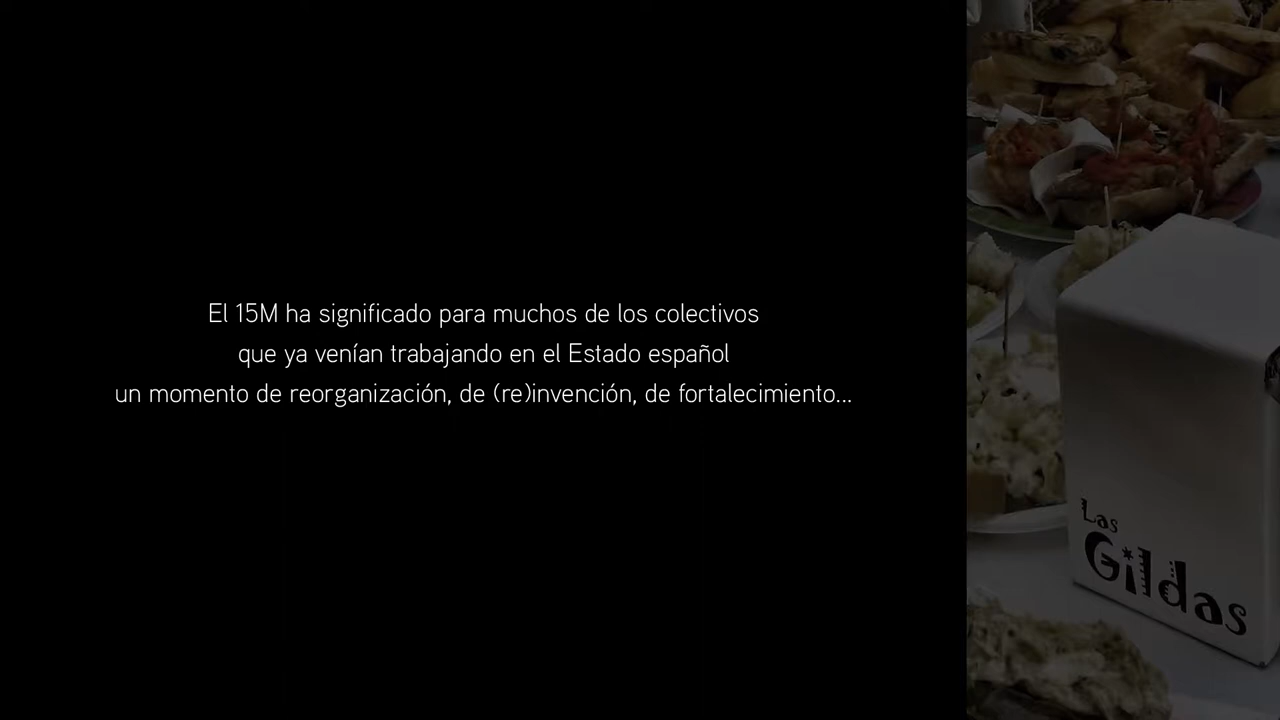 El 15M ha significado para muchos de los colectivos
que ya venían trabajando en el Estado español
un momento de reorganización, de (re)invención, de fortalecimiento...
Las
Gildas